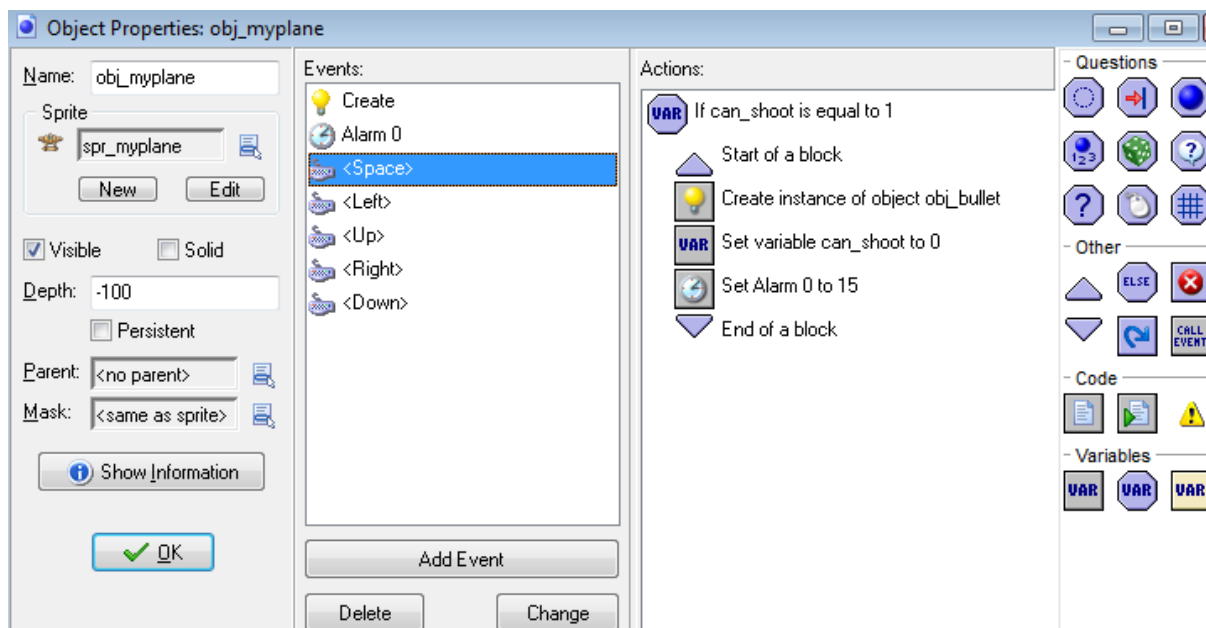 Object Properties: obj_myplane
Name: obj_myplane
Sprite
spr_myplane
New Edit
Visible Solid
Depth: -100
Persistent
Parent: <no parent>
Mask: <same as sprite>
Show Information
OK
Events:
Create
Alarm 0
<Space>
<Left>
<Up>
<Right>
<Down>
Add Event
Delete Change
Actions:
VAR If can_shoot is equal to 1
Start of a block
Create instance of object obj_bullet
VAR Set variable can_shoot to 0
Set Alarm 0 to 15
End of a block
Questions
123
?
?
Other
ELSE
CALL EVENT
Code
Variables
VAR VAR VAR